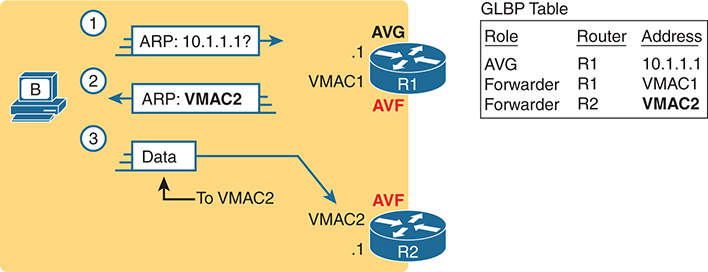 1
ARP: 10.1.1.1?
AVG
.1
VMAC1
R1
AVF
B
2
ARP: VMAC2
3
Data
To VMAC2
AVF
VMAC2
.1
R2
GLBP Table
Role Router Address
AVG R1 10.1.1.1
Forwarder R1 VMAC1
Forwarder R2 VMAC2